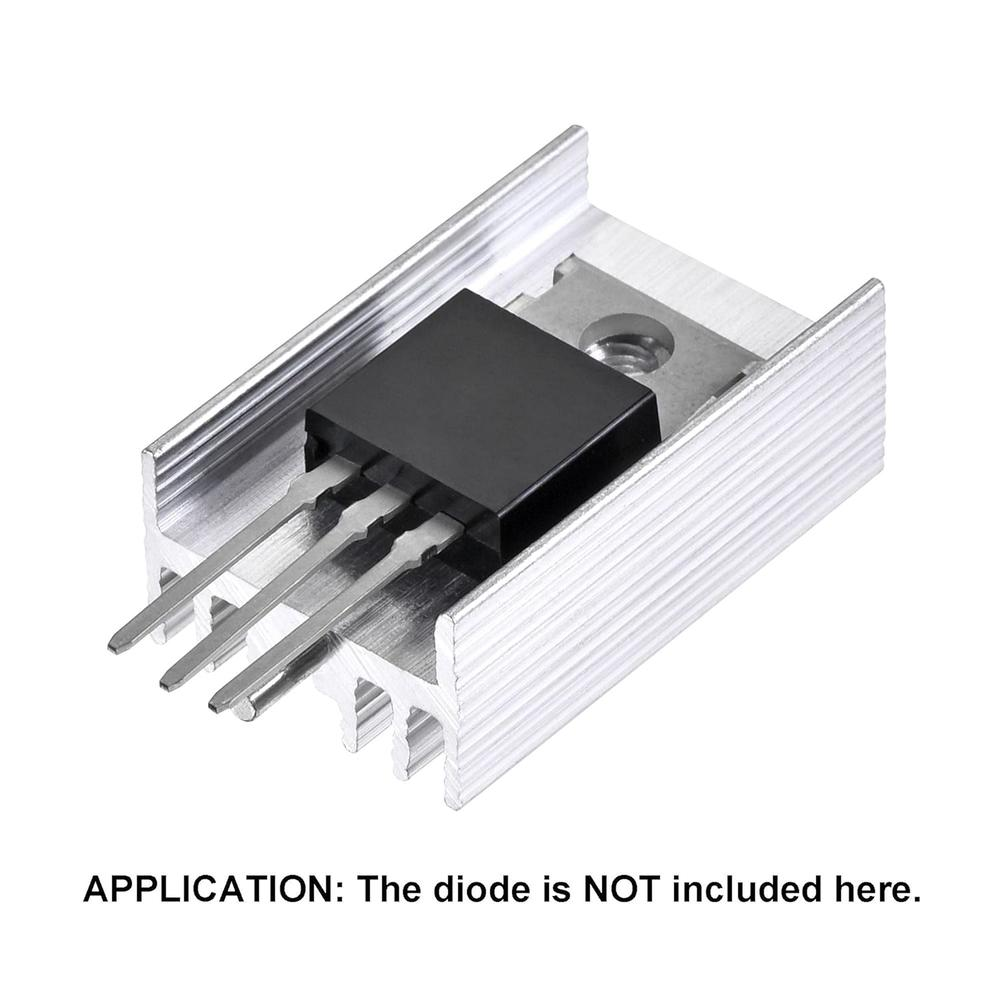 APPLICATION: The diode is NOT included here.